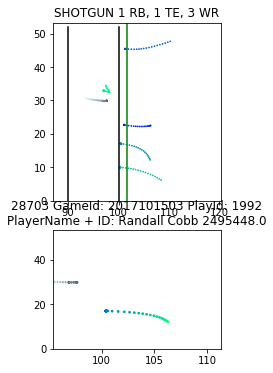 SHOTGUN 1 RB, 1 TE, 3 WR
50
40
30
20
10
0
90 100 110 120
28703 GameId: 2017101503 PlayId: 1992
PlayerName + ID: Randall Cobb 2495448.0
40
20
0
100 105 110